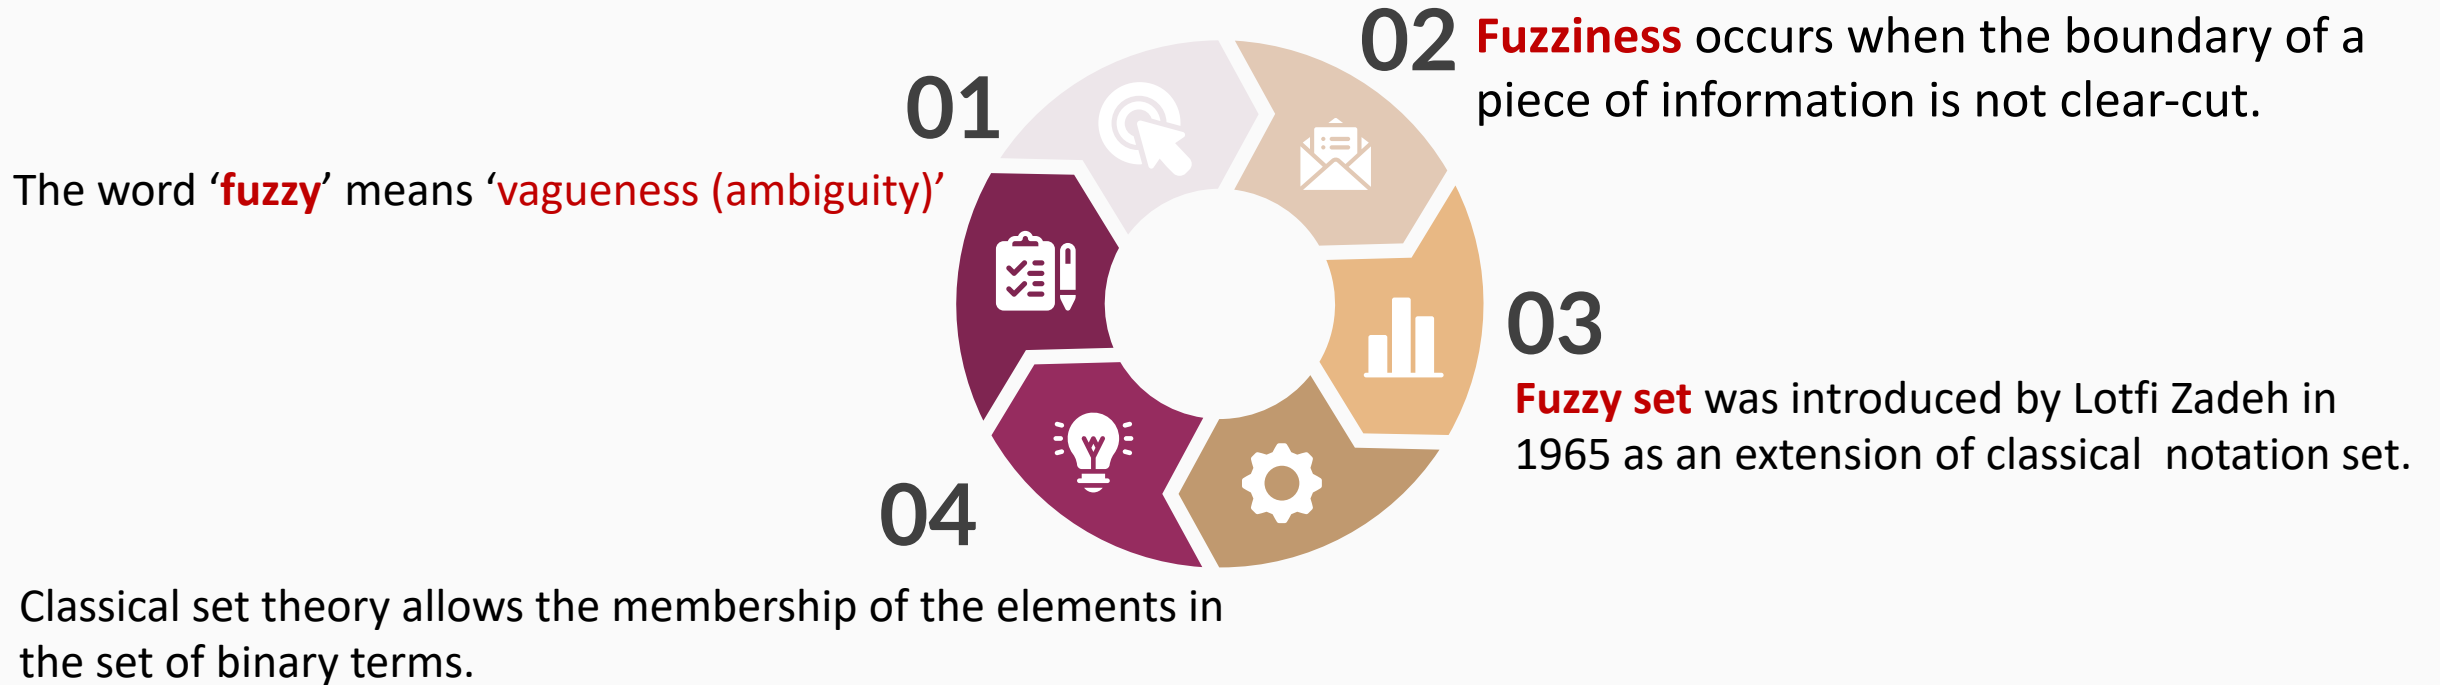 01
The word ‘fuzzy’ means ‘vagueness (ambiguity)’
02
Fuzziness occurs when the boundary of a
piece of information is not clear-cut.
03
Fuzzy set was introduced by Lotfi Zadeh in
1965 as an extension of classical  notation set.
04
Classical set theory allows the membership of the elements in
the set of binary terms.